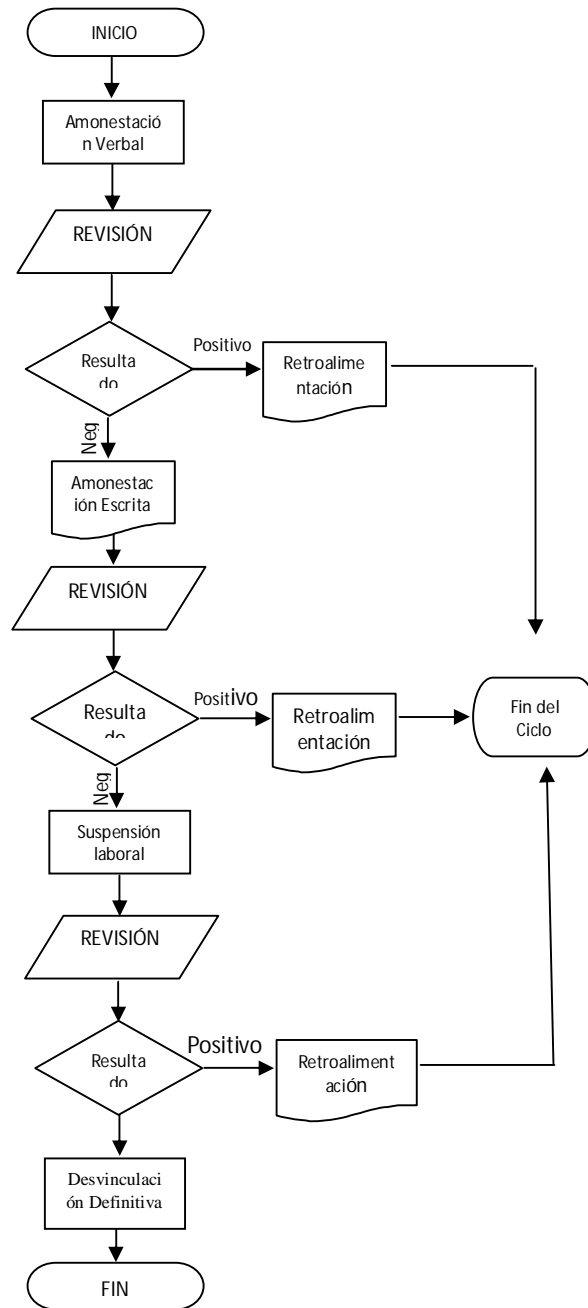 INICIO
Amonestació
n Verbal
REVISIÓN
Resulta
do
Positivo
Retroalime
ntación
Neg
Amonestac
ión Escrita
REVISIÓN
Resulta
do
Positivo
Retroalim
entación
Fin del
Ciclo
Neg
Suspensión
laboral
REVISIÓN
Resulta
do
Positivo
Retroaliment
ación
Desvinculaci
ón Definitiva
FIN